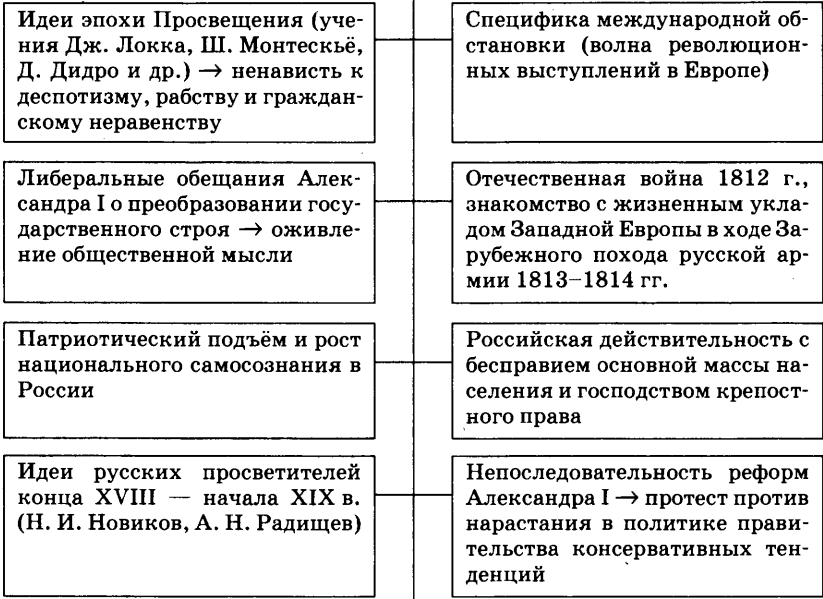 Идеи эпохи Просвещения (уче-
ния Дж. Локка, Ш. Монтескьё,
Д. Дидро и др.) → ненависть к
деспотизму, рабству и граждан-
скому неравенству
Специфика международной об-
становки (волна революцион-
ных выступлений в Европе)
Либеральные обещания Алек-
сандра I о преобразовании госу-
дарственного строя → оживле-
ние общественной мысли
Отечественная война 1812 г.,
знакомство с жизненным укла-
дом Западной Европы в ходе За-
рубежного похода русской ар-
мии 1813–1814 гг.
Патриотический подъём и рост
национального самосознания в
России
Российская действительность с
бесправием основной массы на-
селения и господством крепост-
ного права
Идеи русских просветителей
конца XVIII — начала XIX в.
(Н. И. Новиков, А. Н. Радищев)
Непоследовательность реформ
Александра I → протест против
нарастания в политике прави-
тельства консервативных тен-
денций